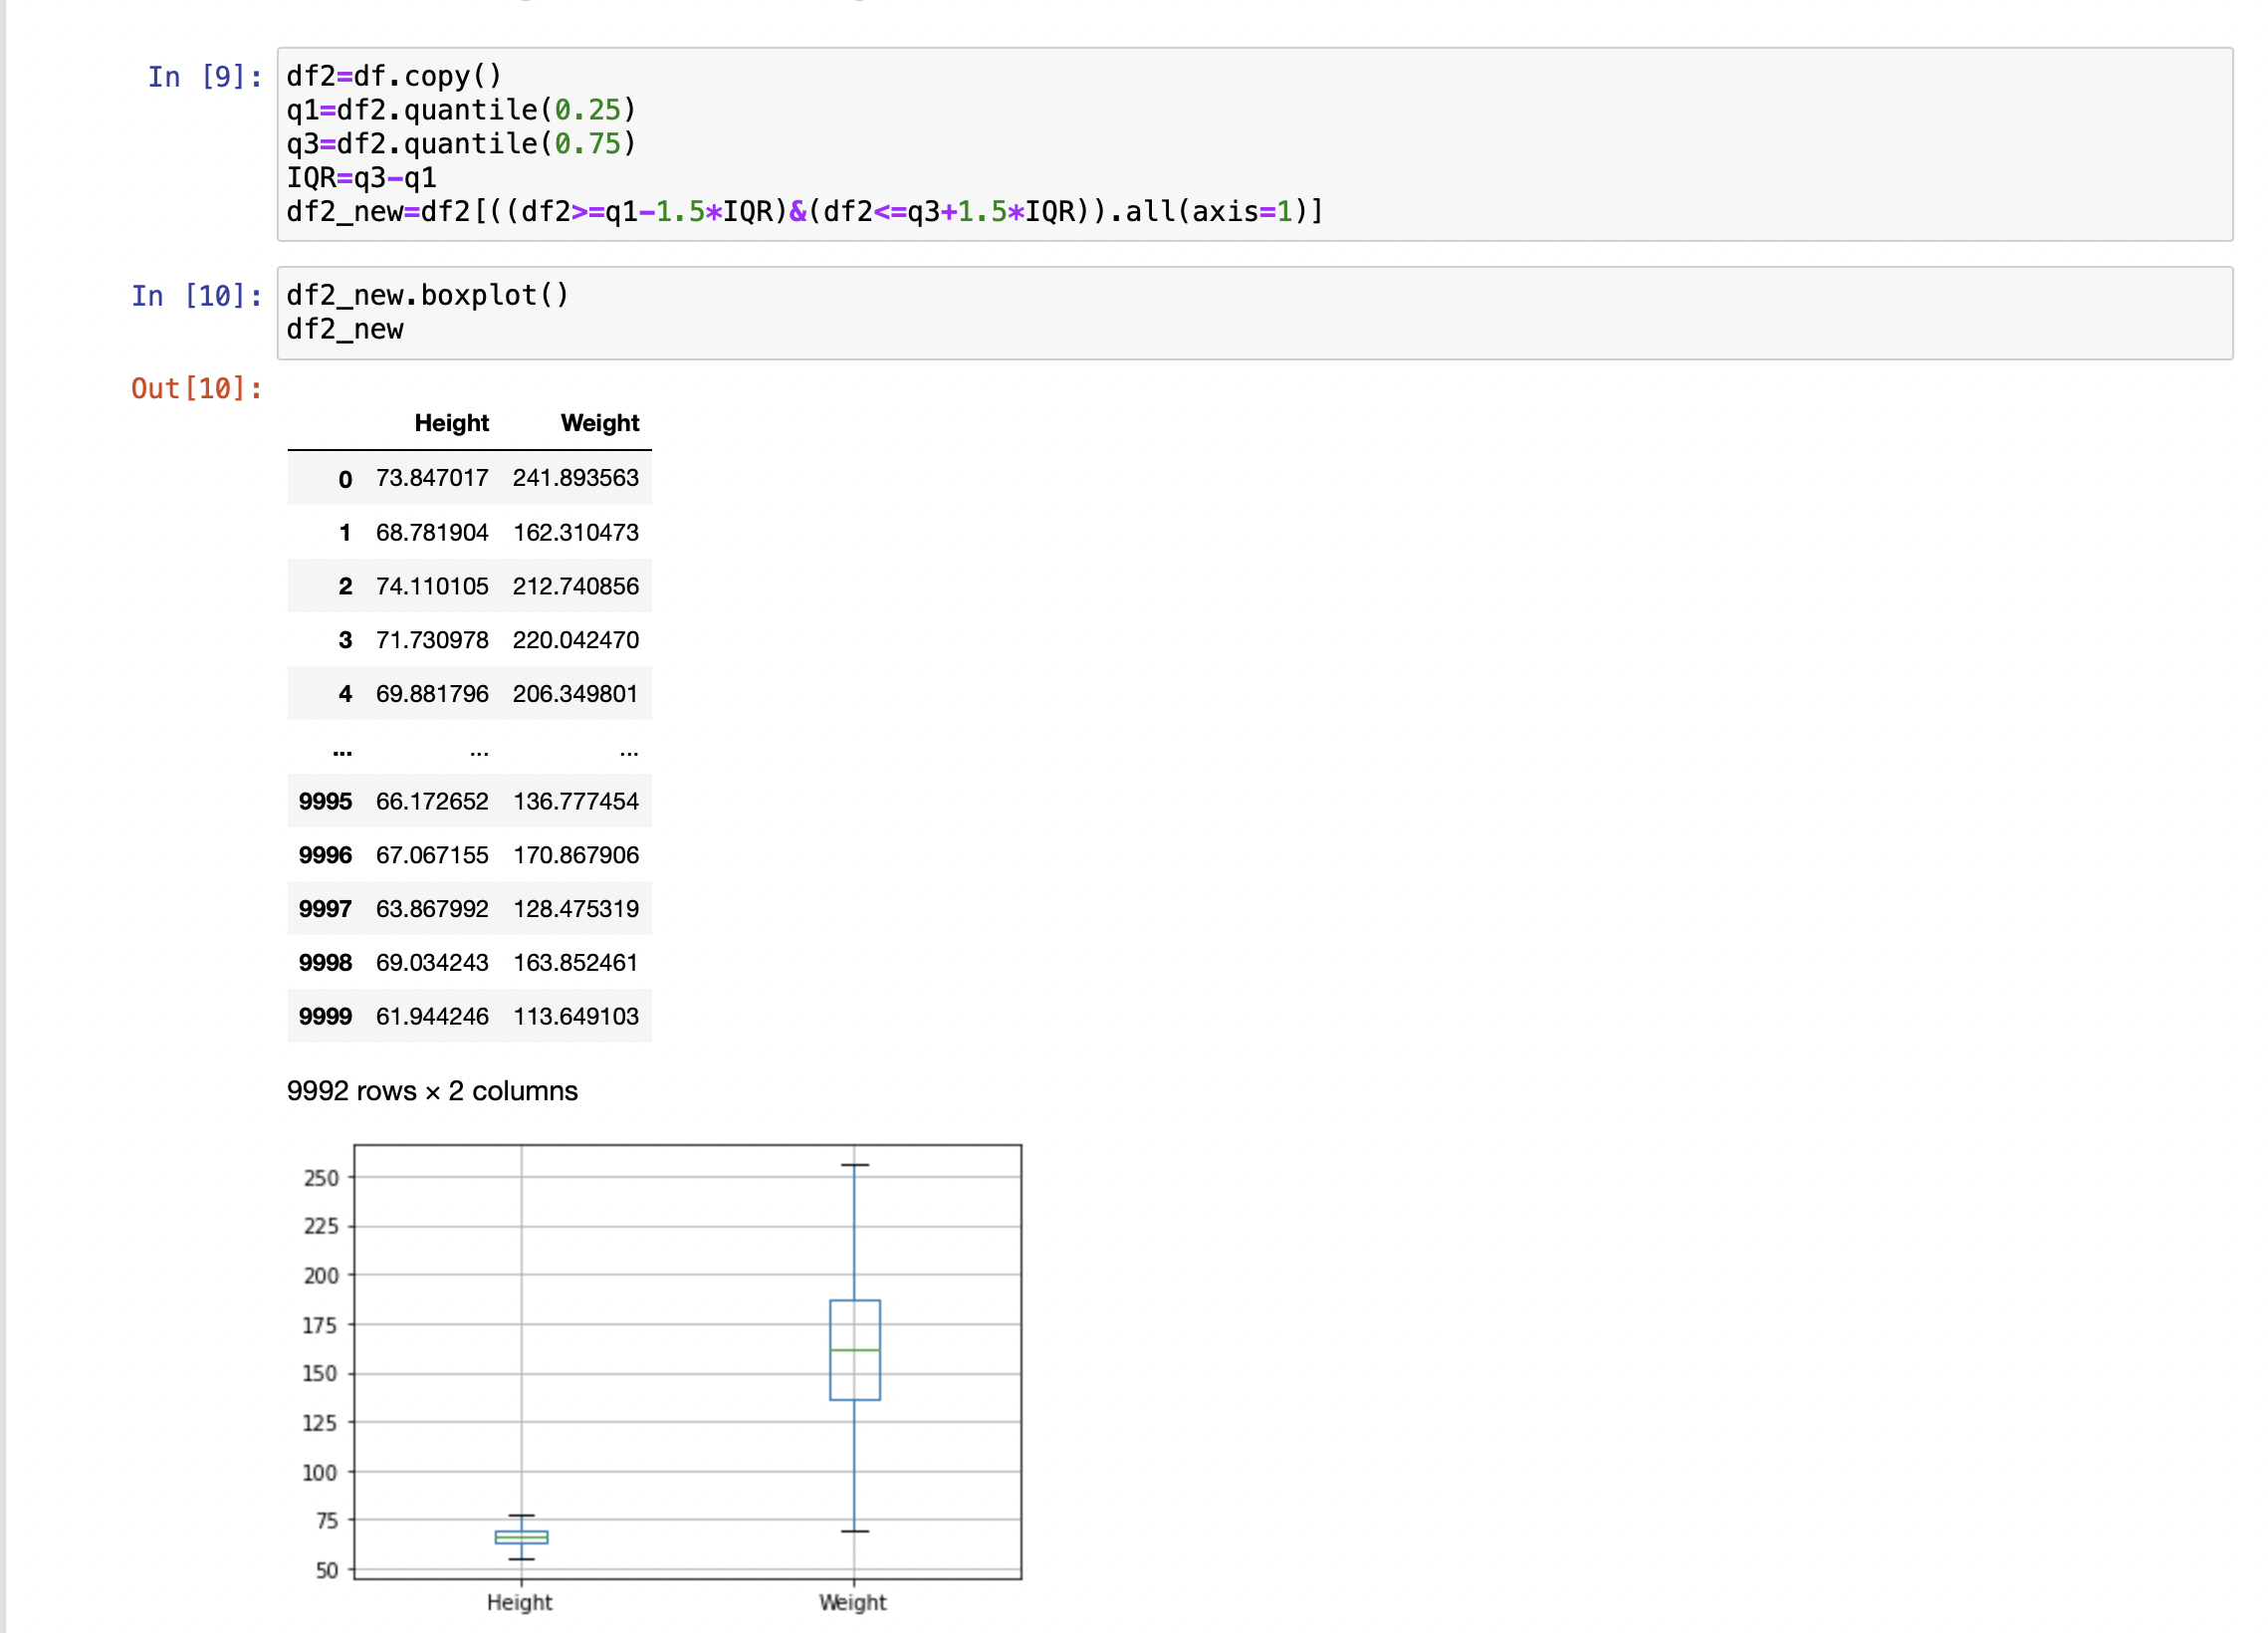 In [9]:
df2=df.copy()
q1=df2.quantile(0.25)
q3=df2.quantile(0.75)
IQR=q3-q1
df2_new=df2[((df2>=q1-1.5*IQR)&(df2<=q3+1.5*IQR)).all(axis=1)]
In [10]:
df2_new.boxplot()
df2_new
Out[10]:
Height Weight
0 73.847017 241.893563
1 68.781904 162.310473
2 74.110105 212.740856
3 71.730978 220.042470
4 69.881796 206.349801
... ... ...
9995 66.172652 136.777454
9996 67.067155 170.867906
9997 63.867992 128.475319
9998 69.034243 163.852461
9999 61.944246 113.649103
9992 rows × 2 columns
250
225
200
175
150
125
100
75
50
Height Weight